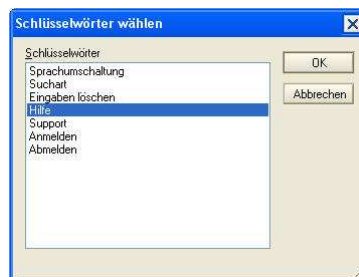 Schlüsselwörter wählen
Schlüsselwörter
Sprachumschaltung
Suchart
Eingaben löschen
Hilfe
Support
Anmelden
Abmelden
OK
Abbrechen